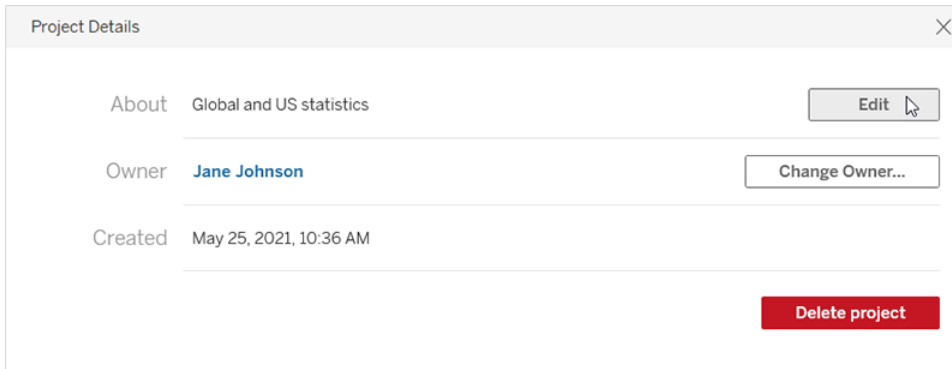 Project Details
About Global and US statistics Edit
Owner Jane Johnson Change Owner...
Created May 25, 2021, 10:36 AM
Delete project